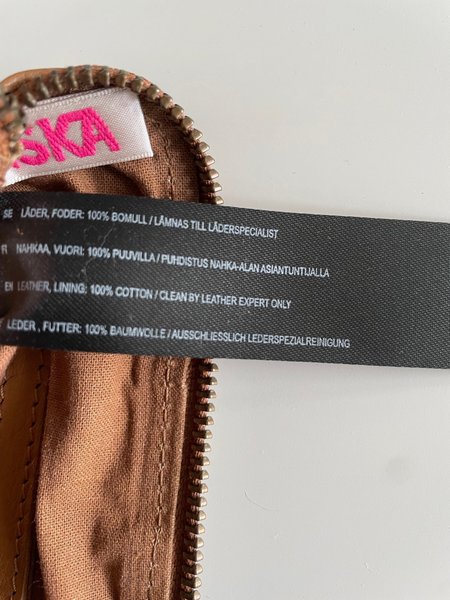 SKA
SE LÄDER, FODER: 100% BOMULL / LÄMNAS TILL LÄDERSPECIALIST
FI NAHKAA, VUORI: 100% PUUVILLA / PUHDISTUS NAHKA-ALAN ASIANTUNTIJALLA
EN LEATHER, LINING: 100% COTTON / CLEAN BY LEATHER EXPERT ONLY
LEDER , FUTTER: 100% BAUMWOLLE / AUSSCHLIESSLICH LEDERSPEZIALREINIGUNG